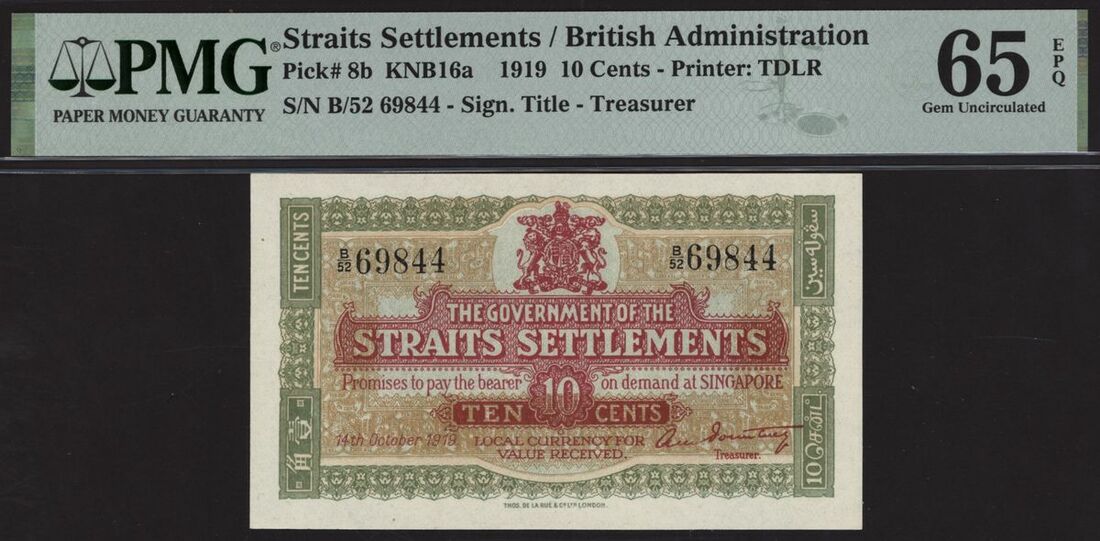 PMG®
PAPER MONEY GUARANTY
Straits Settlements / British Administration
Pick# 8b KNB16a 1919 10 Cents - Printer: TDLR
S/N B/52 69844 - Sign. Title - Treasurer
65
EPQ
Gem Uncirculated
TEN CENTS
B/52 69844
B/52 69844
THE GOVERNMENT OF THE
STRAITS SETTLEMENTS
Promises to pay the bearer on demand at SINGAPORE
10
TEN CENTS
14th October 1919.
LOCAL CURRENCY FOR
VALUE RECEIVED.
Treasurer.
壹角
THOS. DE LA RUE & Co LTD LONDON.